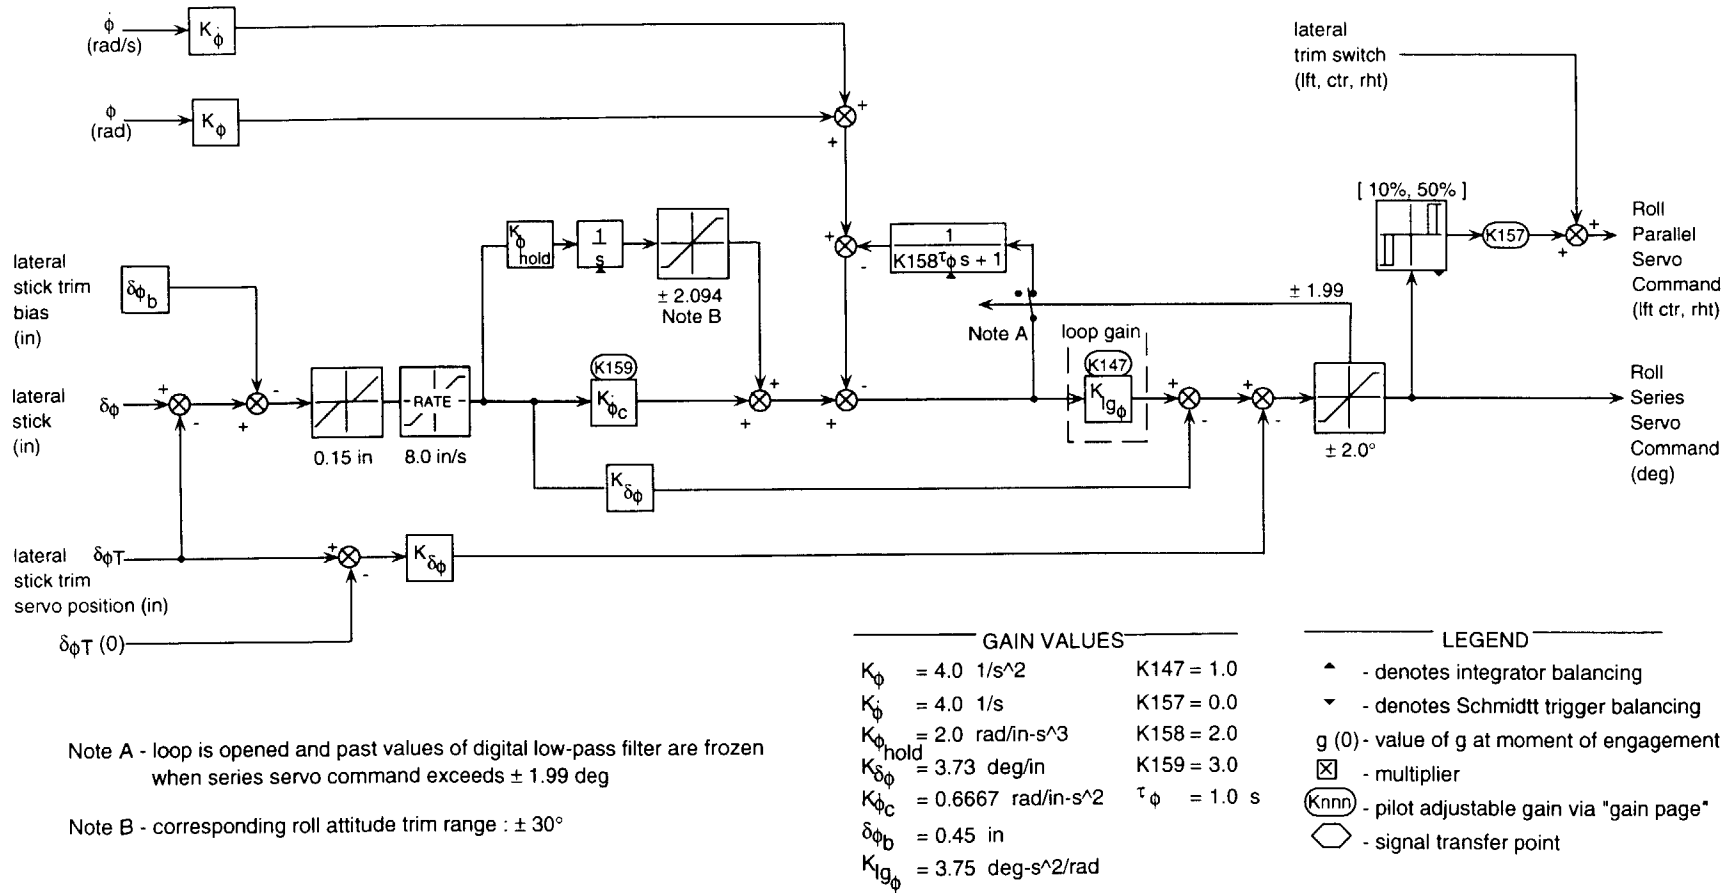 φ̇
(rad/s)
K φ̇
φ
(rad)
K φ
lateral
trim switch
(lft, ctr, rht)
[ 10%, 50% ]
K157
Roll
Parallel
Servo
Command
(lft ctr, rht)
lateral
stick trim
bias
(in)
δφb
Kφ hold
1
s
± 2.094
Note B
1
K158τφ s + 1
± 1.99
Note A
loop gain
lateral
stick
(in)
δφ
0.15 in
RATE
8.0 in/s
K159
Kφ̇c
K147
Klgφ
± 2.0°
Roll
Series
Servo
Command
(deg)
Kδφ
lateral
stick trim
servo position (in)
δφT
Kδφ
δφT (0)
GAIN VALUES
Kφ = 4.0 1/s^2 K147 = 1.0
Kφ̇ = 4.0 1/s K157 = 0.0
Kφhold = 2.0 rad/in-s^3 K158 = 2.0
Kδφ = 3.73 deg/in K159 = 3.0
Kφ̇c = 0.6667 rad/in-s^2 τφ = 1.0 s
δφb = 0.45 in
Klgφ = 3.75 deg-s^2/rad
LEGEND
- denotes integrator balancing
- denotes Schmidtt trigger balancing
g (0) - value of g at moment of engagement
- multiplier
Knnn - pilot adjustable gain via "gain page"
- signal transfer point
Note A - loop is opened and past values of digital low-pass filter are frozen
when series servo command exceeds ± 1.99 deg
Note B - corresponding roll attitude trim range : ± 30°